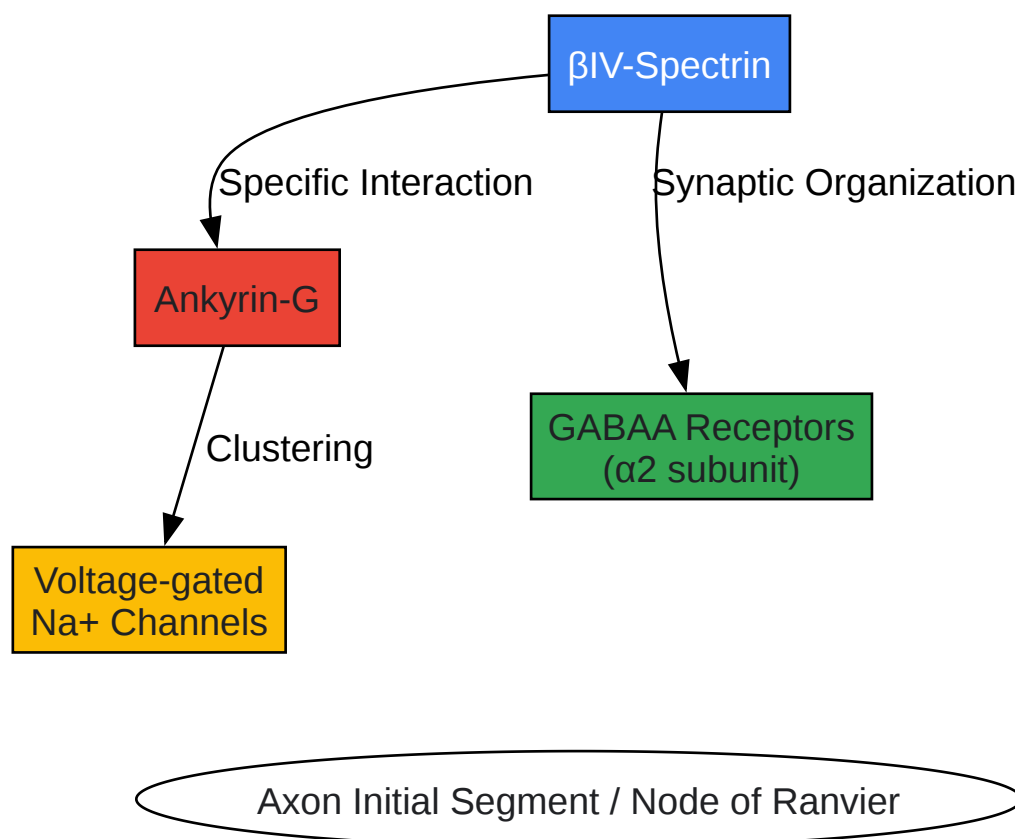 βIV-Spectrin
Specific Interaction
Synaptic Organization
Ankyrin-G
GABAA Receptors
(α2 subunit)
Clustering
Voltage-gated
Na+ Channels
Axon Initial Segment / Node of Ranvier